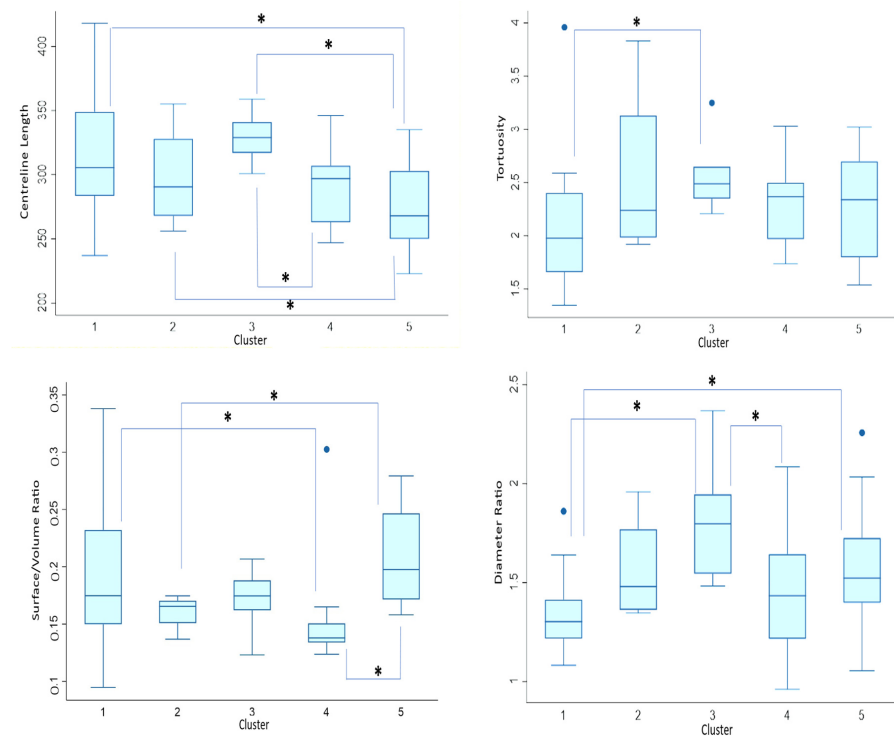 *
*
*
*
Centreline Length
400
350
300
250
200
1 2 3 4 5
Cluster
*
Tortuosity
4
3.5
3
2.5
2
1.5
1 2 3 4 5
Cluster
*
*
*
Surface/Volume Ratio
0.35
0.3
0.25
0.2
0.15
0.1
1 2 3 4 5
Cluster
*
*
*
Diameter Ratio
2.5
2
1.5
1
1 2 3 4 5
Cluster